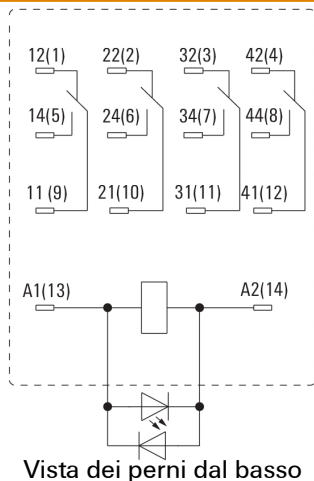 12(1) 22(2) 32(3) 42(4)
14(5) 24(6) 34(7) 44(8)
11 (9) 21(10) 31(11) 41(12)
A1(13) A2(14)
Vista dei perni dal basso